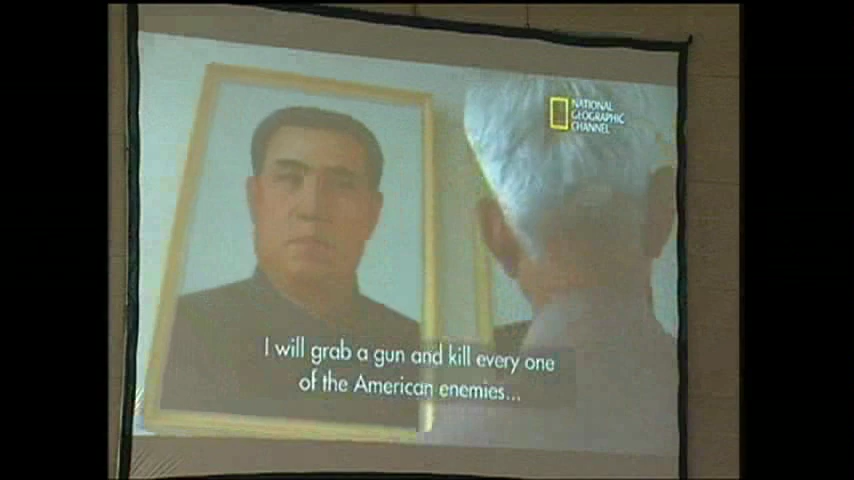 NATIONAL
GEOGRAPHIC
CHANNEL
I will grab a gun and kill every one
of the American enemies...